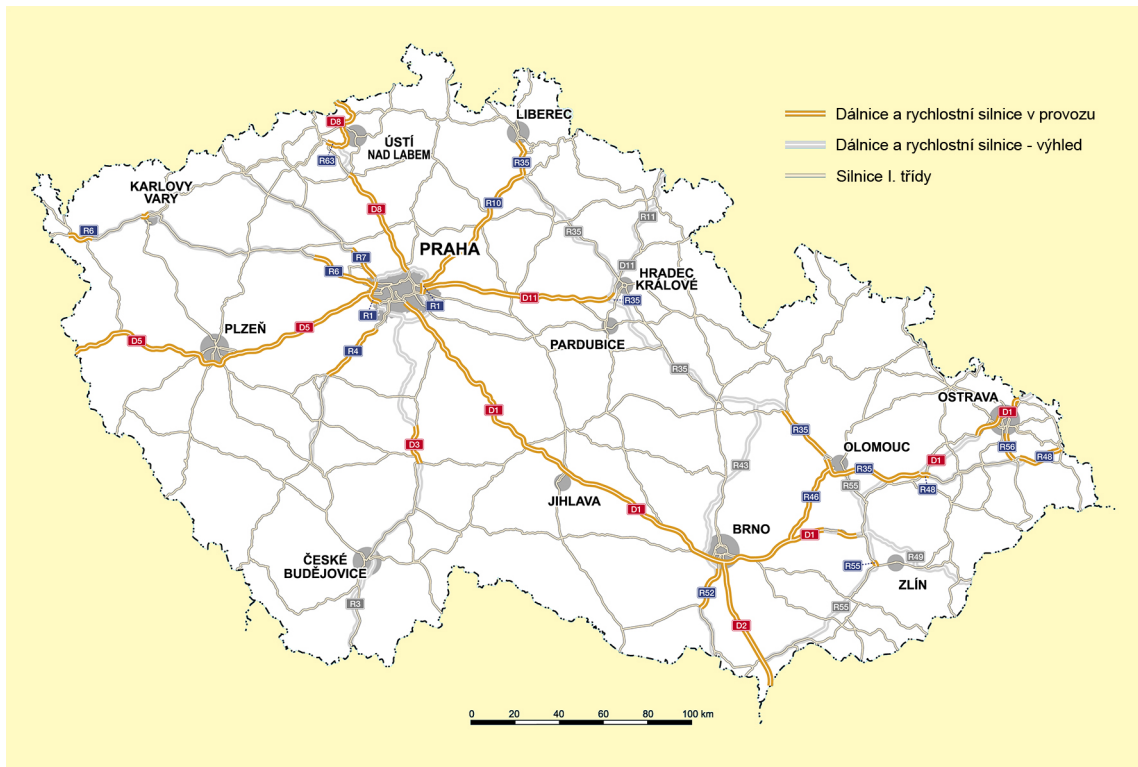 Dálnice a rychlostní silnice v provozu
Dálnice a rychlostní silnice - výhled
Silnice I. třídy
D8
ÚSTÍ
NAD LABEM
LIBEREC
R63
R35
KARLOVY
VARY
D8
R10
R11
R6
R35
PRAHA
R7
R6
D11
HRADEC
KRÁLOVÉ
D11
R35
R1
R1
PLZEŇ
D5
D5
R4
PARDUBICE
R35
OSTRAVA
D1
D1
R35
D3
OLOMOUC
R56
R48
D1
R43
R35
R48
R55
R46
JIHLAVA
D1
BRNO
D1
R49
R55
ZLÍN
ČESKÉ
BUDĚJOVICE
R52
R3
R55
D2
0 20 40 60 80 100 km